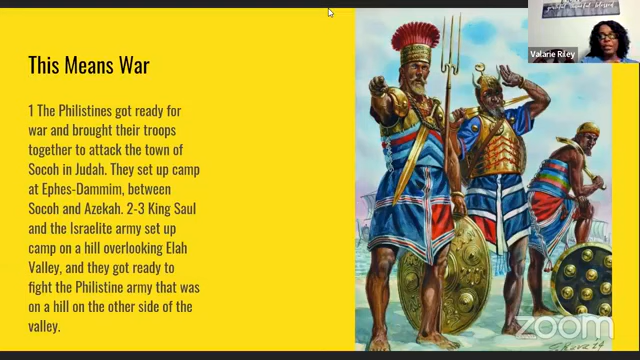 grateful thankful blessed
Valarie Riley
This Means War
1 The Philistines got ready for
war and brought their troops
together to attack the town of
Socoh in Judah. They set up camp
at Ephes-Dammim, between
Socoh and Azekah. 2-3 King Saul
and the Israelite army set up
camp on a hill overlooking Elah
Valley, and they got ready to
fight the Philistine army that was
on a hill on the other side of the
valley.
zoom